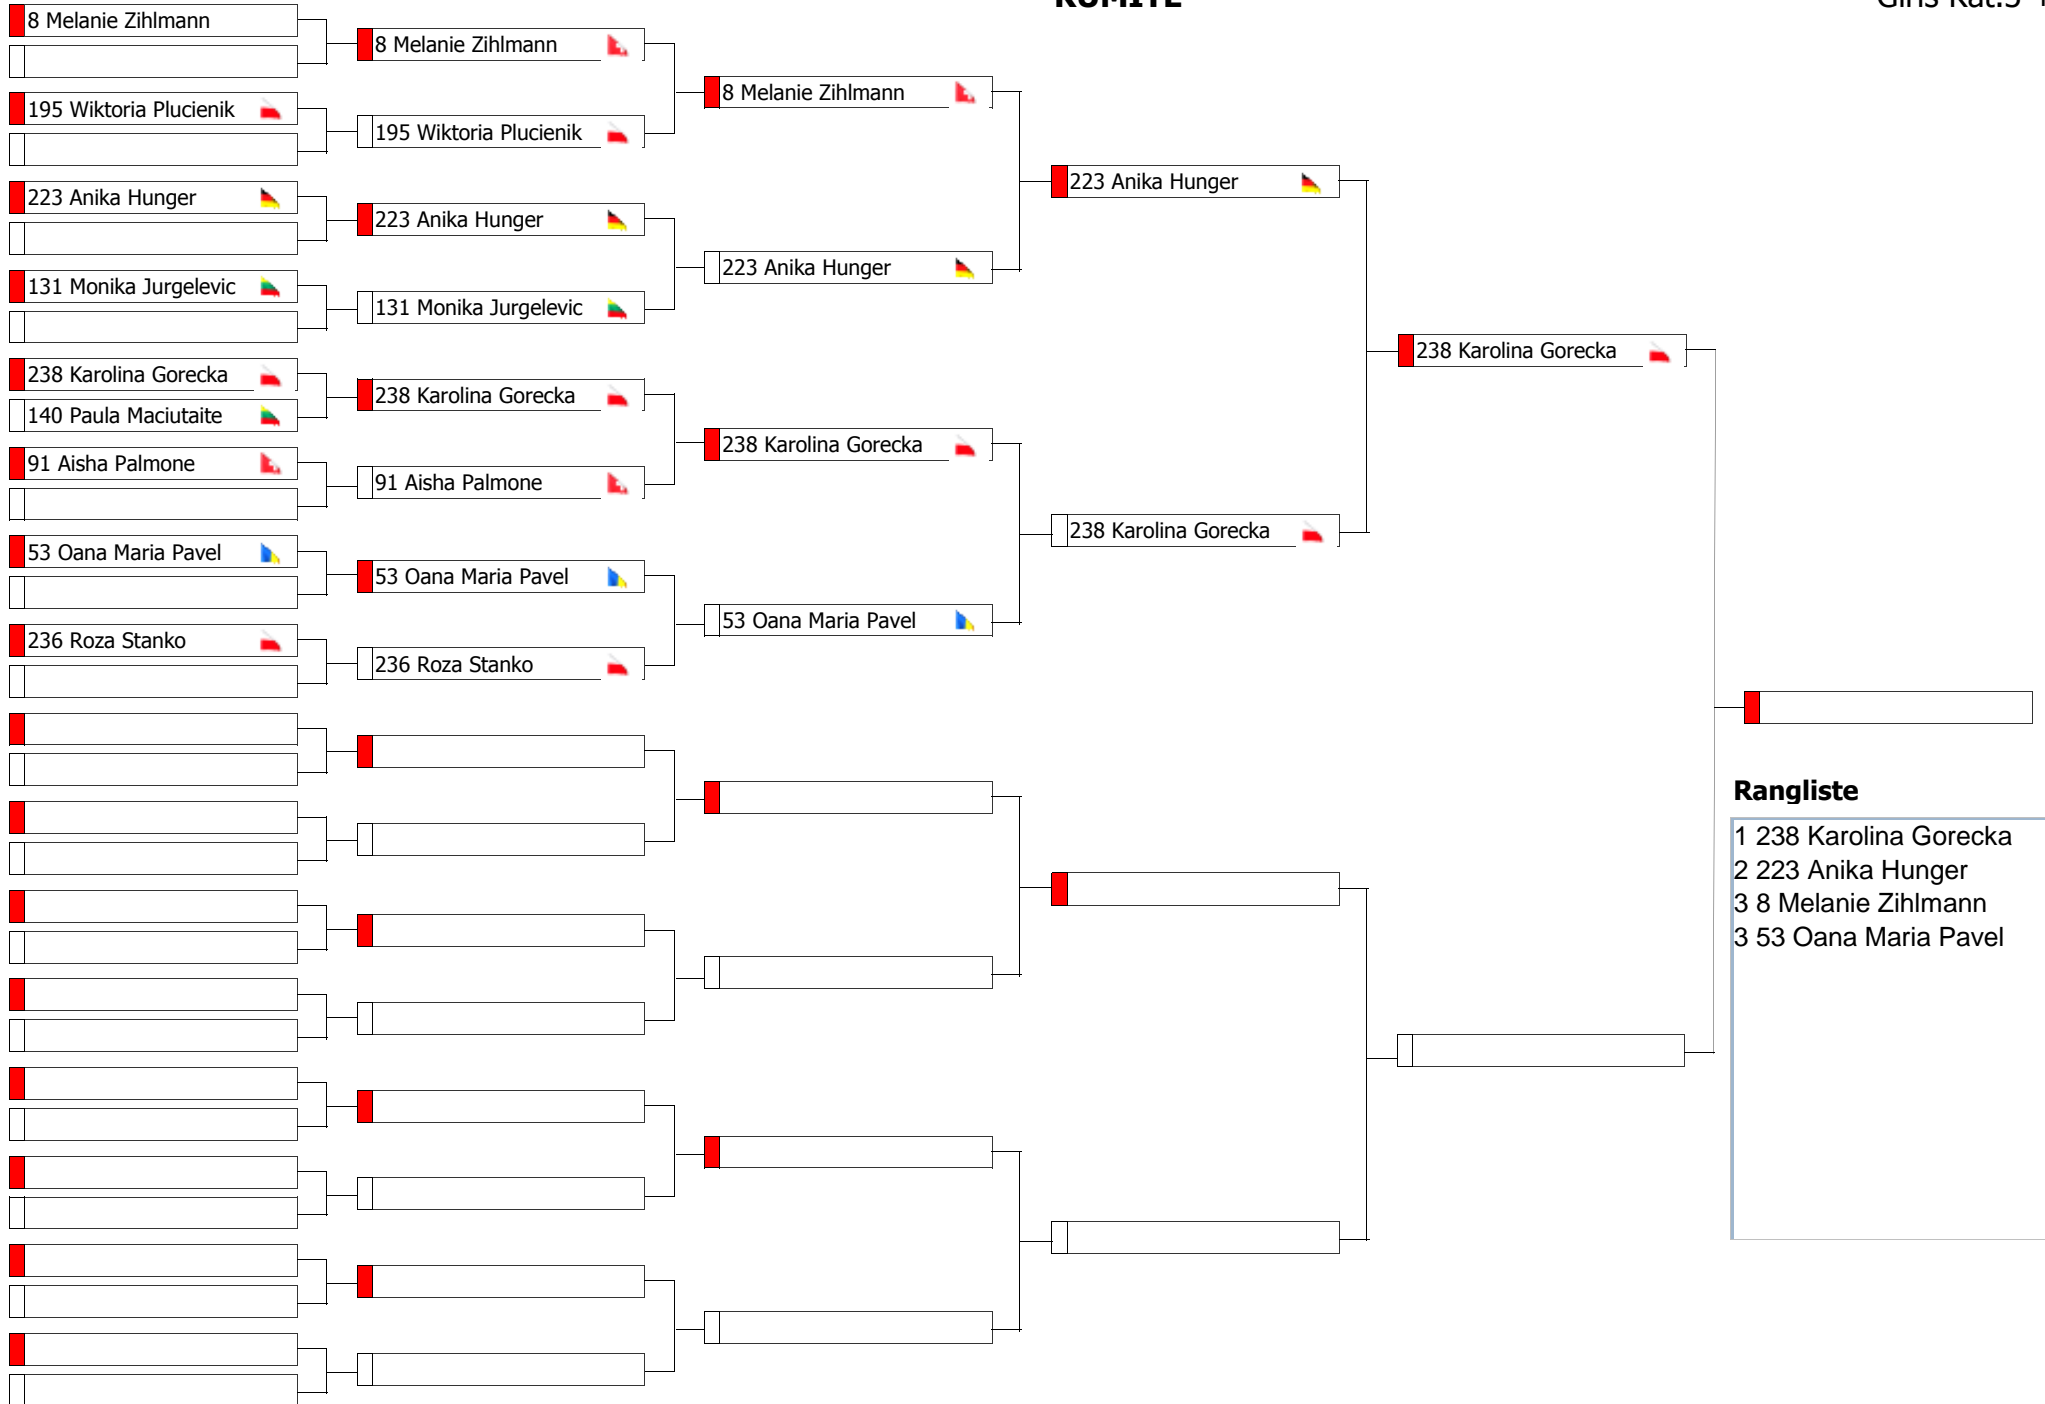 KUMITE
8 Melanie Zihlmann
195 Wiktoria Plucienik
223 Anika Hunger
131 Monika Jurgelevic
238 Karolina Gorecka
140 Paula Maciutaite
91 Aisha Palmone
53 Oana Maria Pavel
236 Roza Stanko
8 Melanie Zihlmann
195 Wiktoria Plucienik
223 Anika Hunger
131 Monika Jurgelevic
238 Karolina Gorecka
91 Aisha Palmone
53 Oana Maria Pavel
236 Roza Stanko
8 Melanie Zihlmann
223 Anika Hunger
238 Karolina Gorecka
53 Oana Maria Pavel
223 Anika Hunger
238 Karolina Gorecka
238 Karolina Gorecka
Rangliste
1 238 Karolina Gorecka
2 223 Anika Hunger
3 8 Melanie Zihlmann
3 53 Oana Maria Pavel